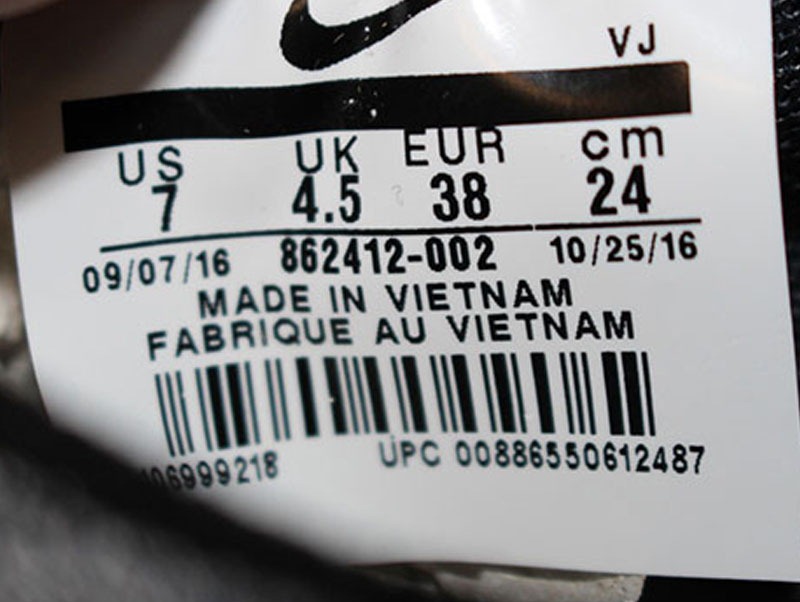 VJ
US UK EUR cm
7 4.5 38 24
09/07/16 862412-002 10/25/16
MADE IN VIETNAM
FABRIQUE AU VIETNAM
06999218 UPC 00886550612487